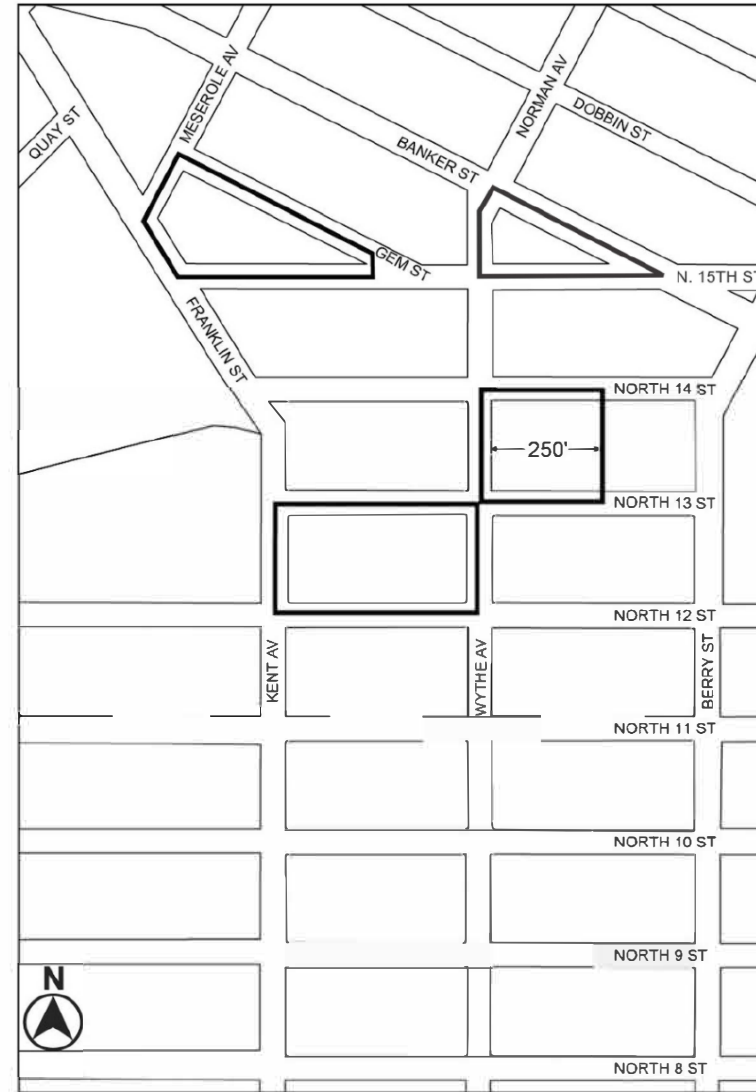 MESEROLE AV
NORMAN AV
QUAY ST
DOBBIN ST
BANKER ST
GEM ST
N. 15TH ST
FRANKLIN ST
NORTH 14 ST
250'
NORTH 13 ST
NORTH 12 ST
KENT AV
WYTHE AV
BERRY ST
NORTH 11 ST
NORTH 10 ST
NORTH 9 ST
N
NORTH 8 ST